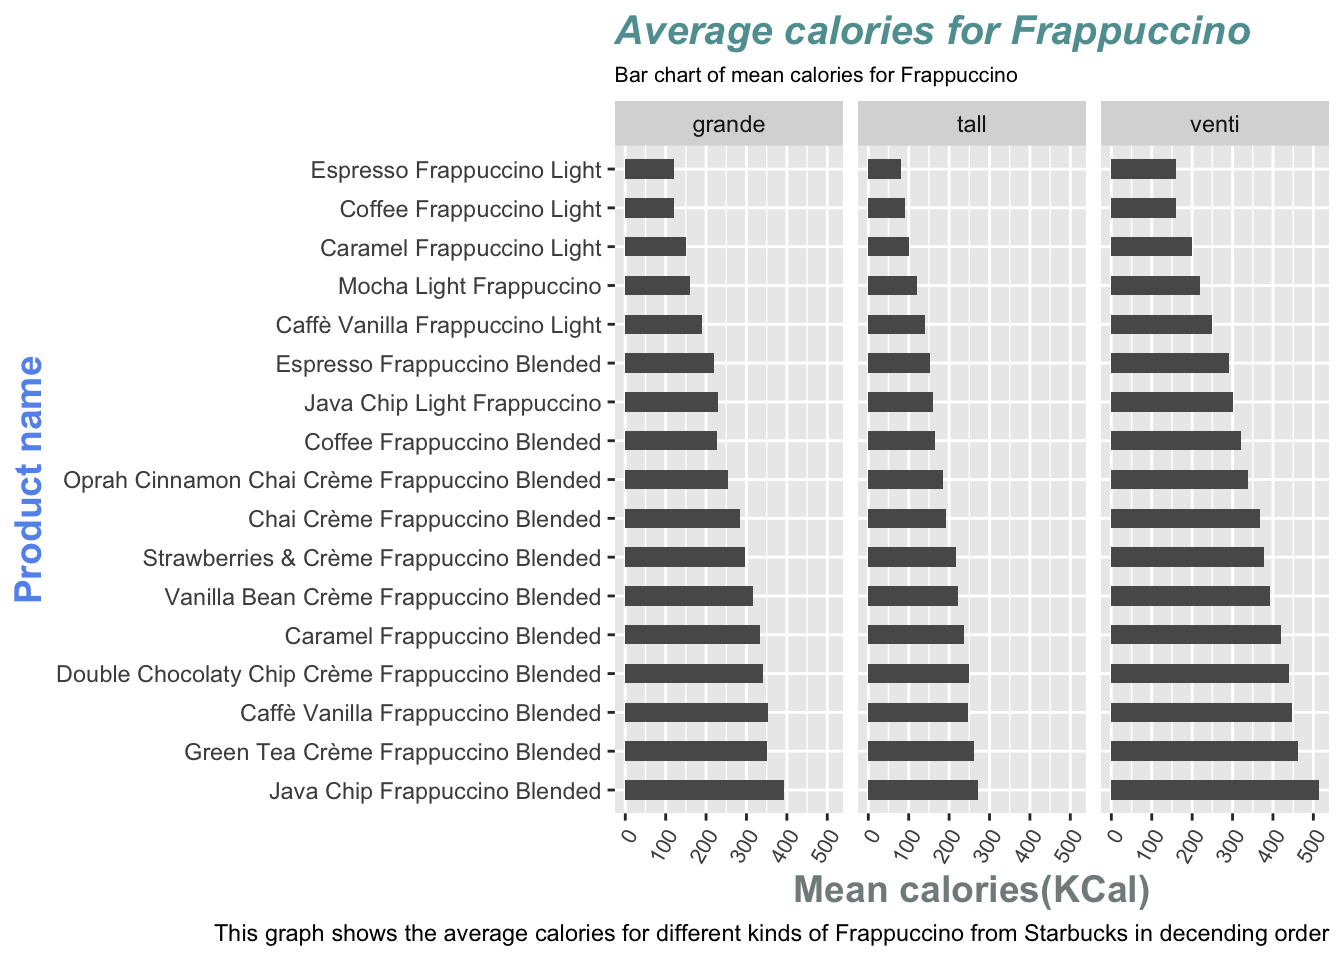 Average calories for Frappuccino
Bar chart of mean calories for Frappuccino
grande tall venti
Product name
Espresso Frappuccino Light
Coffee Frappuccino Light
Caramel Frappuccino Light
Mocha Light Frappuccino
Caffè Vanilla Frappuccino Light
Espresso Frappuccino Blended
Java Chip Light Frappuccino
Coffee Frappuccino Blended
Oprah Cinnamon Chai Crème Frappuccino Blended
Chai Crème Frappuccino Blended
Strawberries & Crème Frappuccino Blended
Vanilla Bean Crème Frappuccino Blended
Caramel Frappuccino Blended
Double Chocolaty Chip Crème Frappuccino Blended
Caffè Vanilla Frappuccino Blended
Green Tea Crème Frappuccino Blended
Java Chip Frappuccino Blended
0 100 200 300 400 500 0 100 200 300 400 500 0 100 200 300 400 500
Mean calories(KCal)
This graph shows the average calories for different kinds of Frappuccino from Starbucks in decending order